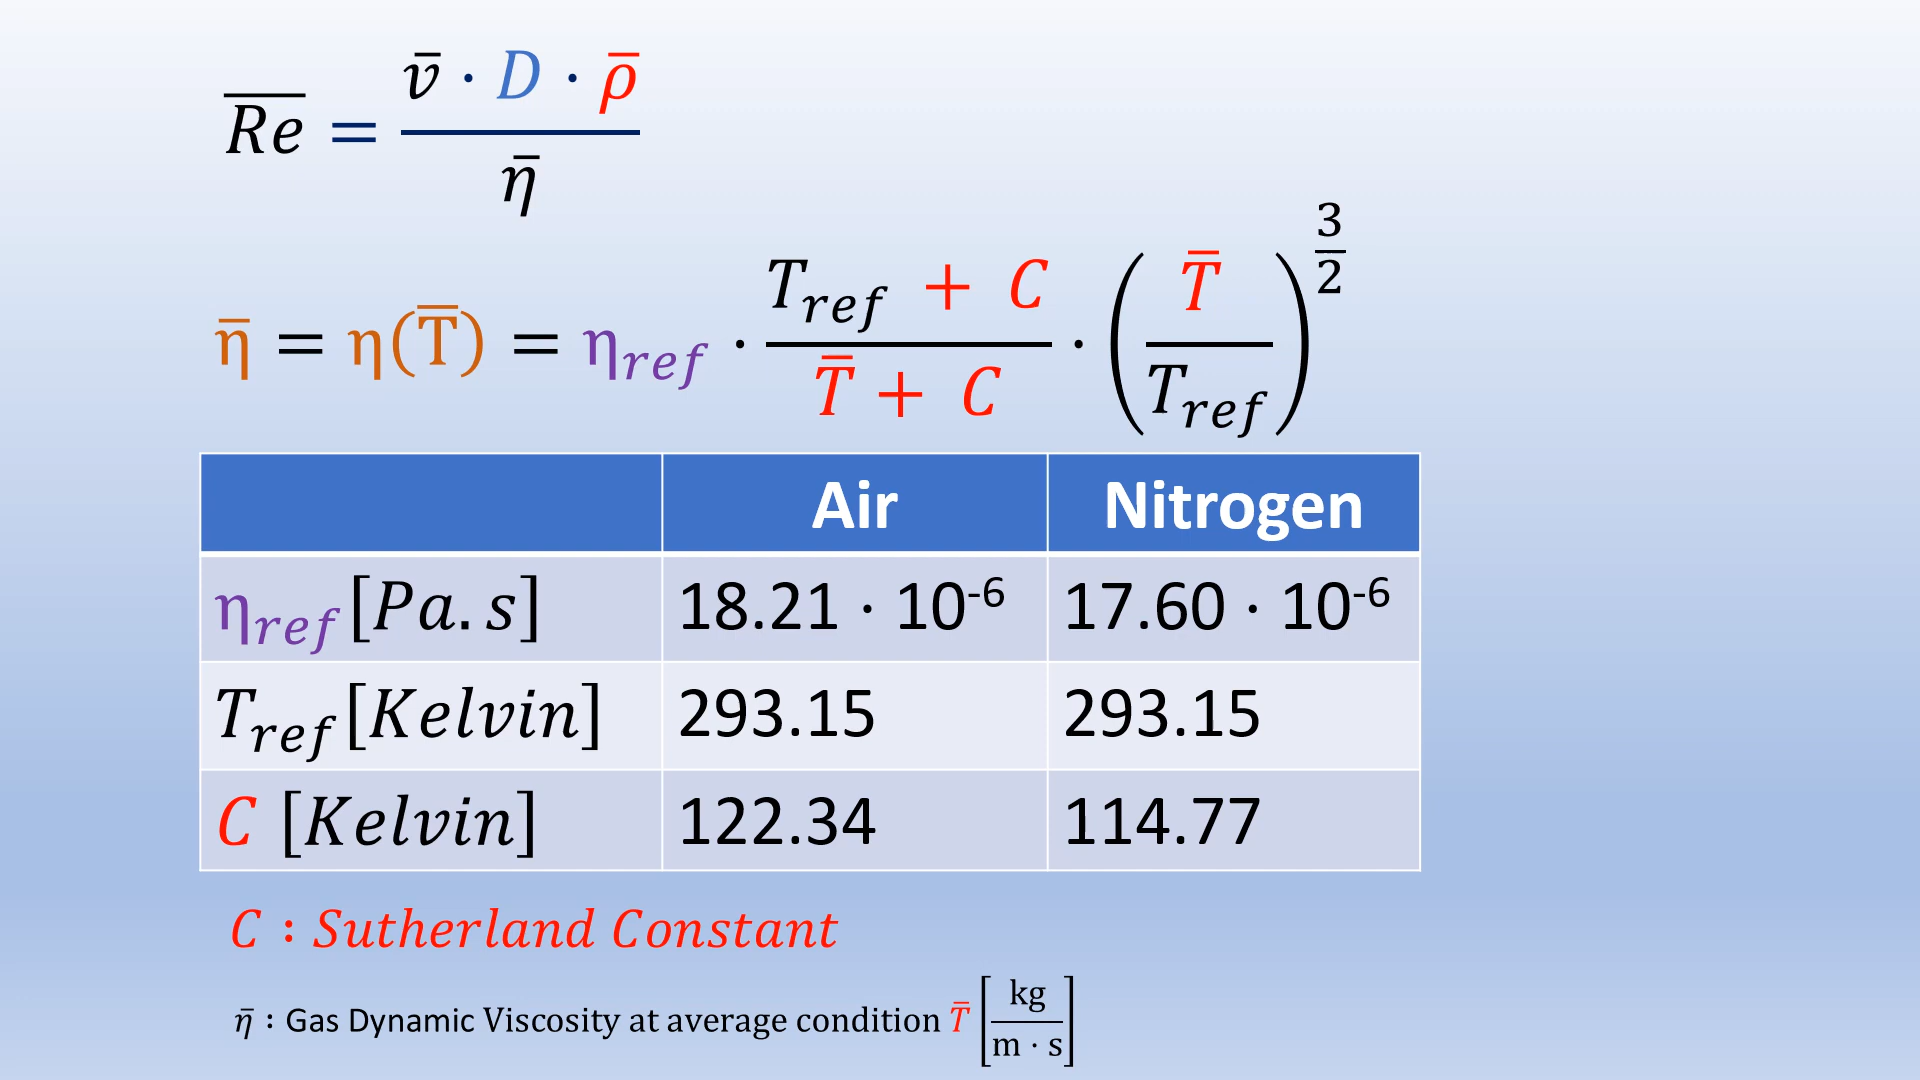 R̅e̅ = (v̅ · D · ρ̅) / η̅
η̅ = η(T̅) = η_ref · (T_ref + C) / (T̅ + C) · (T̅ / T_ref)^(3/2)
Air Nitrogen
η_ref [Pa.s] 18.21 · 10⁻⁶ 17.60 · 10⁻⁶
T_ref [Kelvin] 293.15 293.15
C [Kelvin] 122.34 114.77
C : Sutherland Constant
η̅ : Gas Dynamic Viscosity at average condition T̅ [kg / m · s]